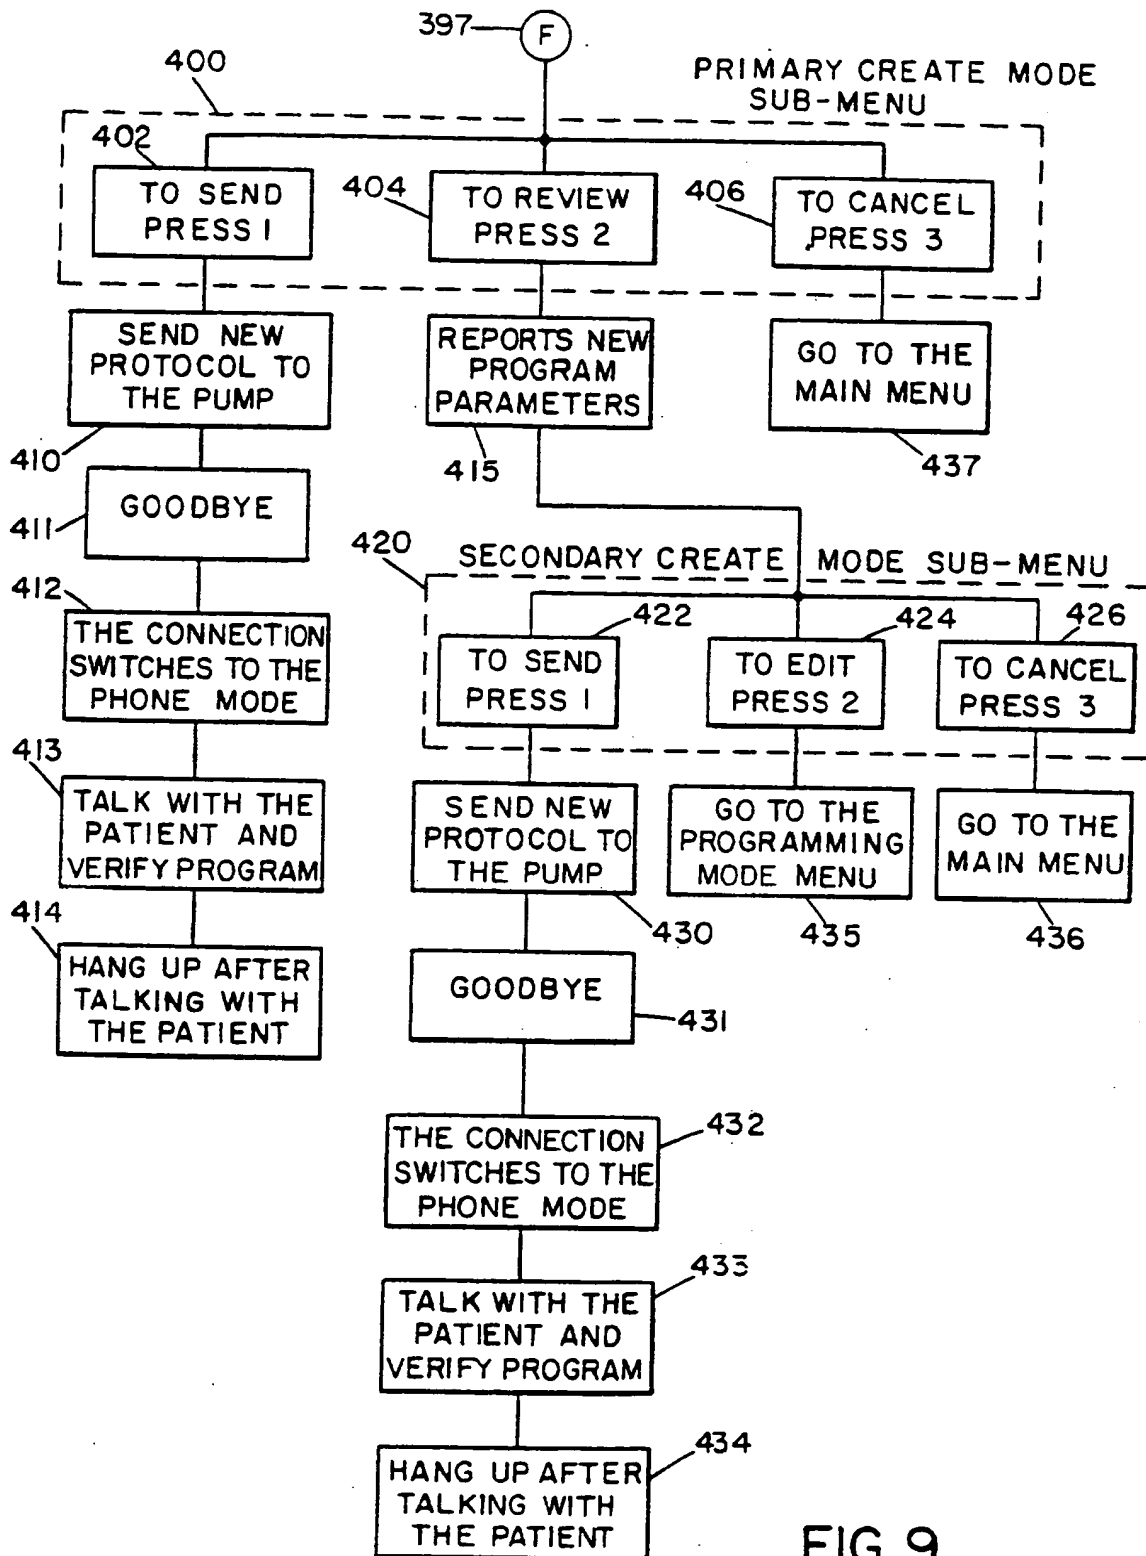 397
F
400
PRIMARY CREATE MODE
SUB-MENU
402
TO SEND
PRESS 1
404
TO REVIEW
PRESS 2
406
TO CANCEL
PRESS 3
SEND NEW
PROTOCOL TO
THE PUMP
410
REPORTS NEW
PROGRAM
PARAMETERS
415
GO TO THE
MAIN MENU
437
GOODBYE
411
412
THE CONNECTION
SWITCHES TO THE
PHONE MODE
413
TALK WITH THE
PATIENT AND
VERIFY PROGRAM
414
HANG UP AFTER
TALKING WITH
THE PATIENT
420
SECONDARY CREATE MODE SUB-MENU
422
TO SEND
PRESS 1
424
TO EDIT
PRESS 2
426
TO CANCEL
PRESS 3
SEND NEW
PROTOCOL TO
THE PUMP
430
GO TO THE
PROGRAMMING
MODE MENU
435
GO TO THE
MAIN MENU
436
GOODBYE
431
THE CONNECTION
SWITCHES TO THE
PHONE MODE
432
TALK WITH THE
PATIENT AND
VERIFY PROGRAM
433
HANG UP AFTER
TALKING WITH
THE PATIENT
434
FIG 9